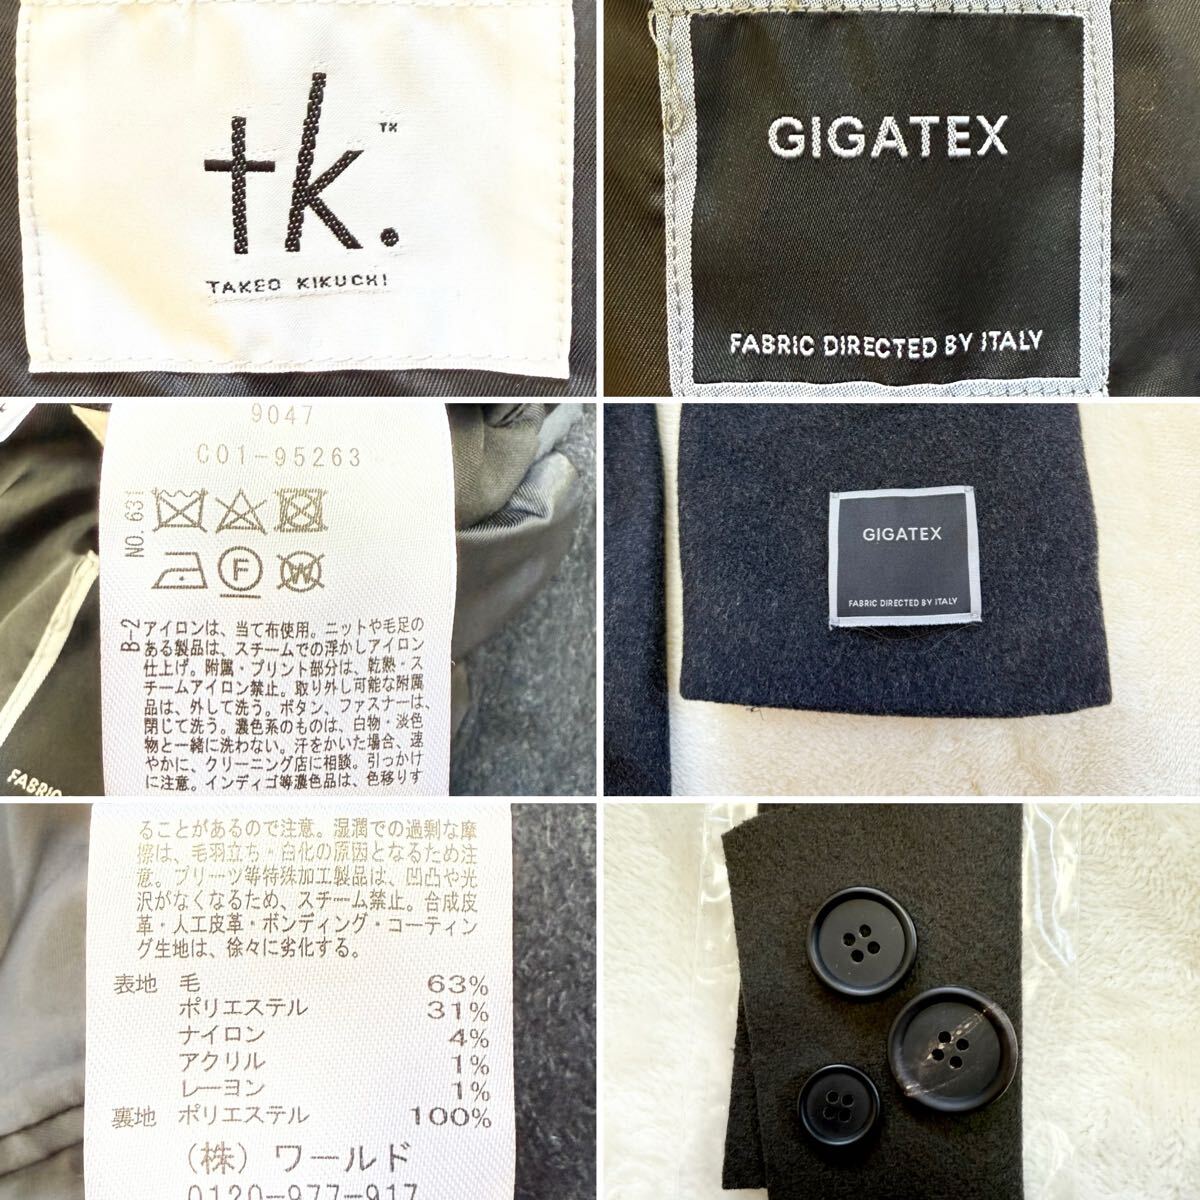 tk.
TM
TAKEO KIKUCHI
GIGATEX
FABRIC DIRECTED BY ITALY
9047
C01-95263
NO.631
F
W
B-2
アイロンは、当て布使用。ニットや毛足の
ある製品は、スチームでの浮かしアイロン
仕上げ。附属・プリント部分は、乾熱・ス
チームアイロン禁止。取り外し可能な附属
品は、外して洗う。ボタン、ファスナーは、
閉じて洗う。濃色系のものは、白物・淡色
物と一緒に洗わない。汗をかいた場合、速
やかに、クリーニング店に相談。引っかけ
に注意。インディゴ等濃色品は、色移りす
FABRIC
GIGATEX
FABRIC DIRECTED BY ITALY
ることがあるので注意。湿潤での過剰な摩
擦は、毛羽立ち・白化の原因となるため注
意。プリーツ等特殊加工製品は、凹凸や光
沢がなくなるため、スチーム禁止。合成皮
革・人工皮革・ボンディング・コーティン
グ生地は、徐々に劣化する。
表地 毛 63%
ポリエステル 31%
ナイロン 4%
アクリル 1%
レーヨン 1%
裏地 ポリエステル 100%
(株) ワールド
0120-977-917